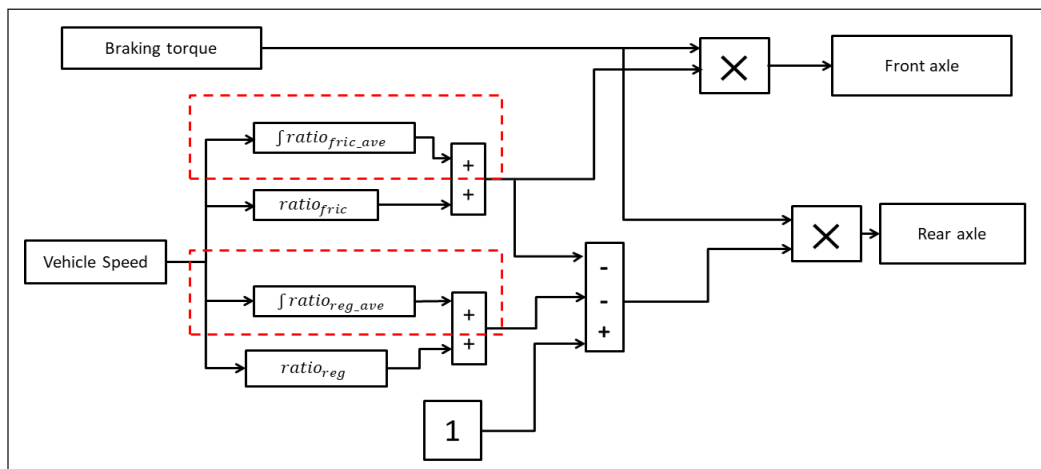 Braking torque
×
Front axle
∫ratio_fric_ave
+
+
ratio_fric
×
Rear axle
Vehicle Speed
-
-
+
∫ratio_reg_ave
+
+
ratio_reg
1